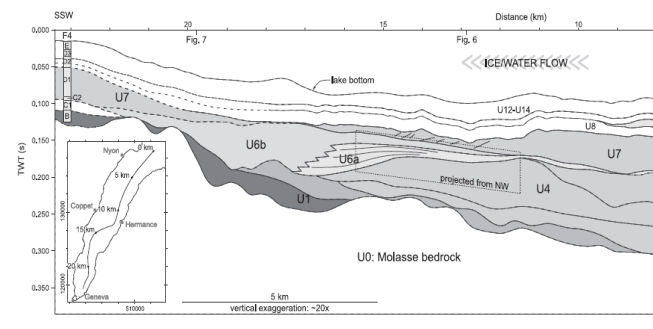 SSW
Distance (km)
20
10
Fig. 7
Fig. 6
F4
E
D3
D2
D1
C2
C1
B
0,000
0,050
0,100
0,150
0.200
0.250
0.300
0.350
TWT (s)
ICE/WATER FLOW
lake bottom
U12-U14
U8
U7
U7
U6b
U6a
projected from NW
U4
U1
U0: Molasse bedrock
Nyon
0 km
5 km
Coppet
10 km
Hermance
15 km
20 km
Geneva
510000
5 km
vertical exaggeration: ~20x